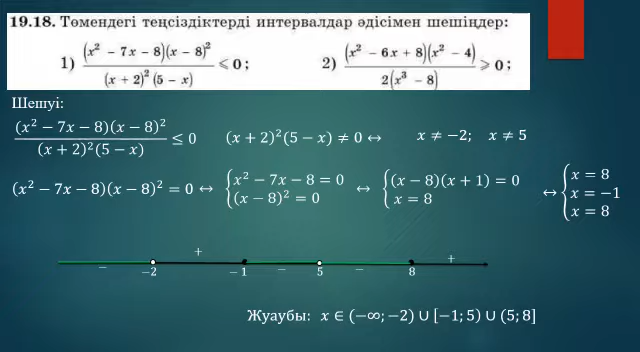 19.18. Төмендегі теңсіздіктерді интервалдар әдісімен шешіңдер:
1) (x² − 7x − 8)(x − 8)² / (x + 2)² (5 − x) ⩽ 0; 2) (x² − 6x + 8)(x² − 4) / 2(x³ − 8) ⩾ 0;
Шешуі:
(x² − 7x − 8)(x − 8)² / (x + 2)²(5 − x) ≤ 0 (x + 2)²(5 − x) ≠ 0 ↔ x ≠ −2; x ≠ 5
(x² − 7x − 8)(x − 8)² = 0 ↔ {x² − 7x − 8 = 0 (x − 8)² = 0 ↔ {(x − 8)(x + 1) = 0 x = 8 ↔ {x = 8 x = −1 x = 8
− + − − +
−2 −1 5 8
Жуаубы: x ∈ (−∞; −2) ∪ [−1; 5) ∪ (5; 8]